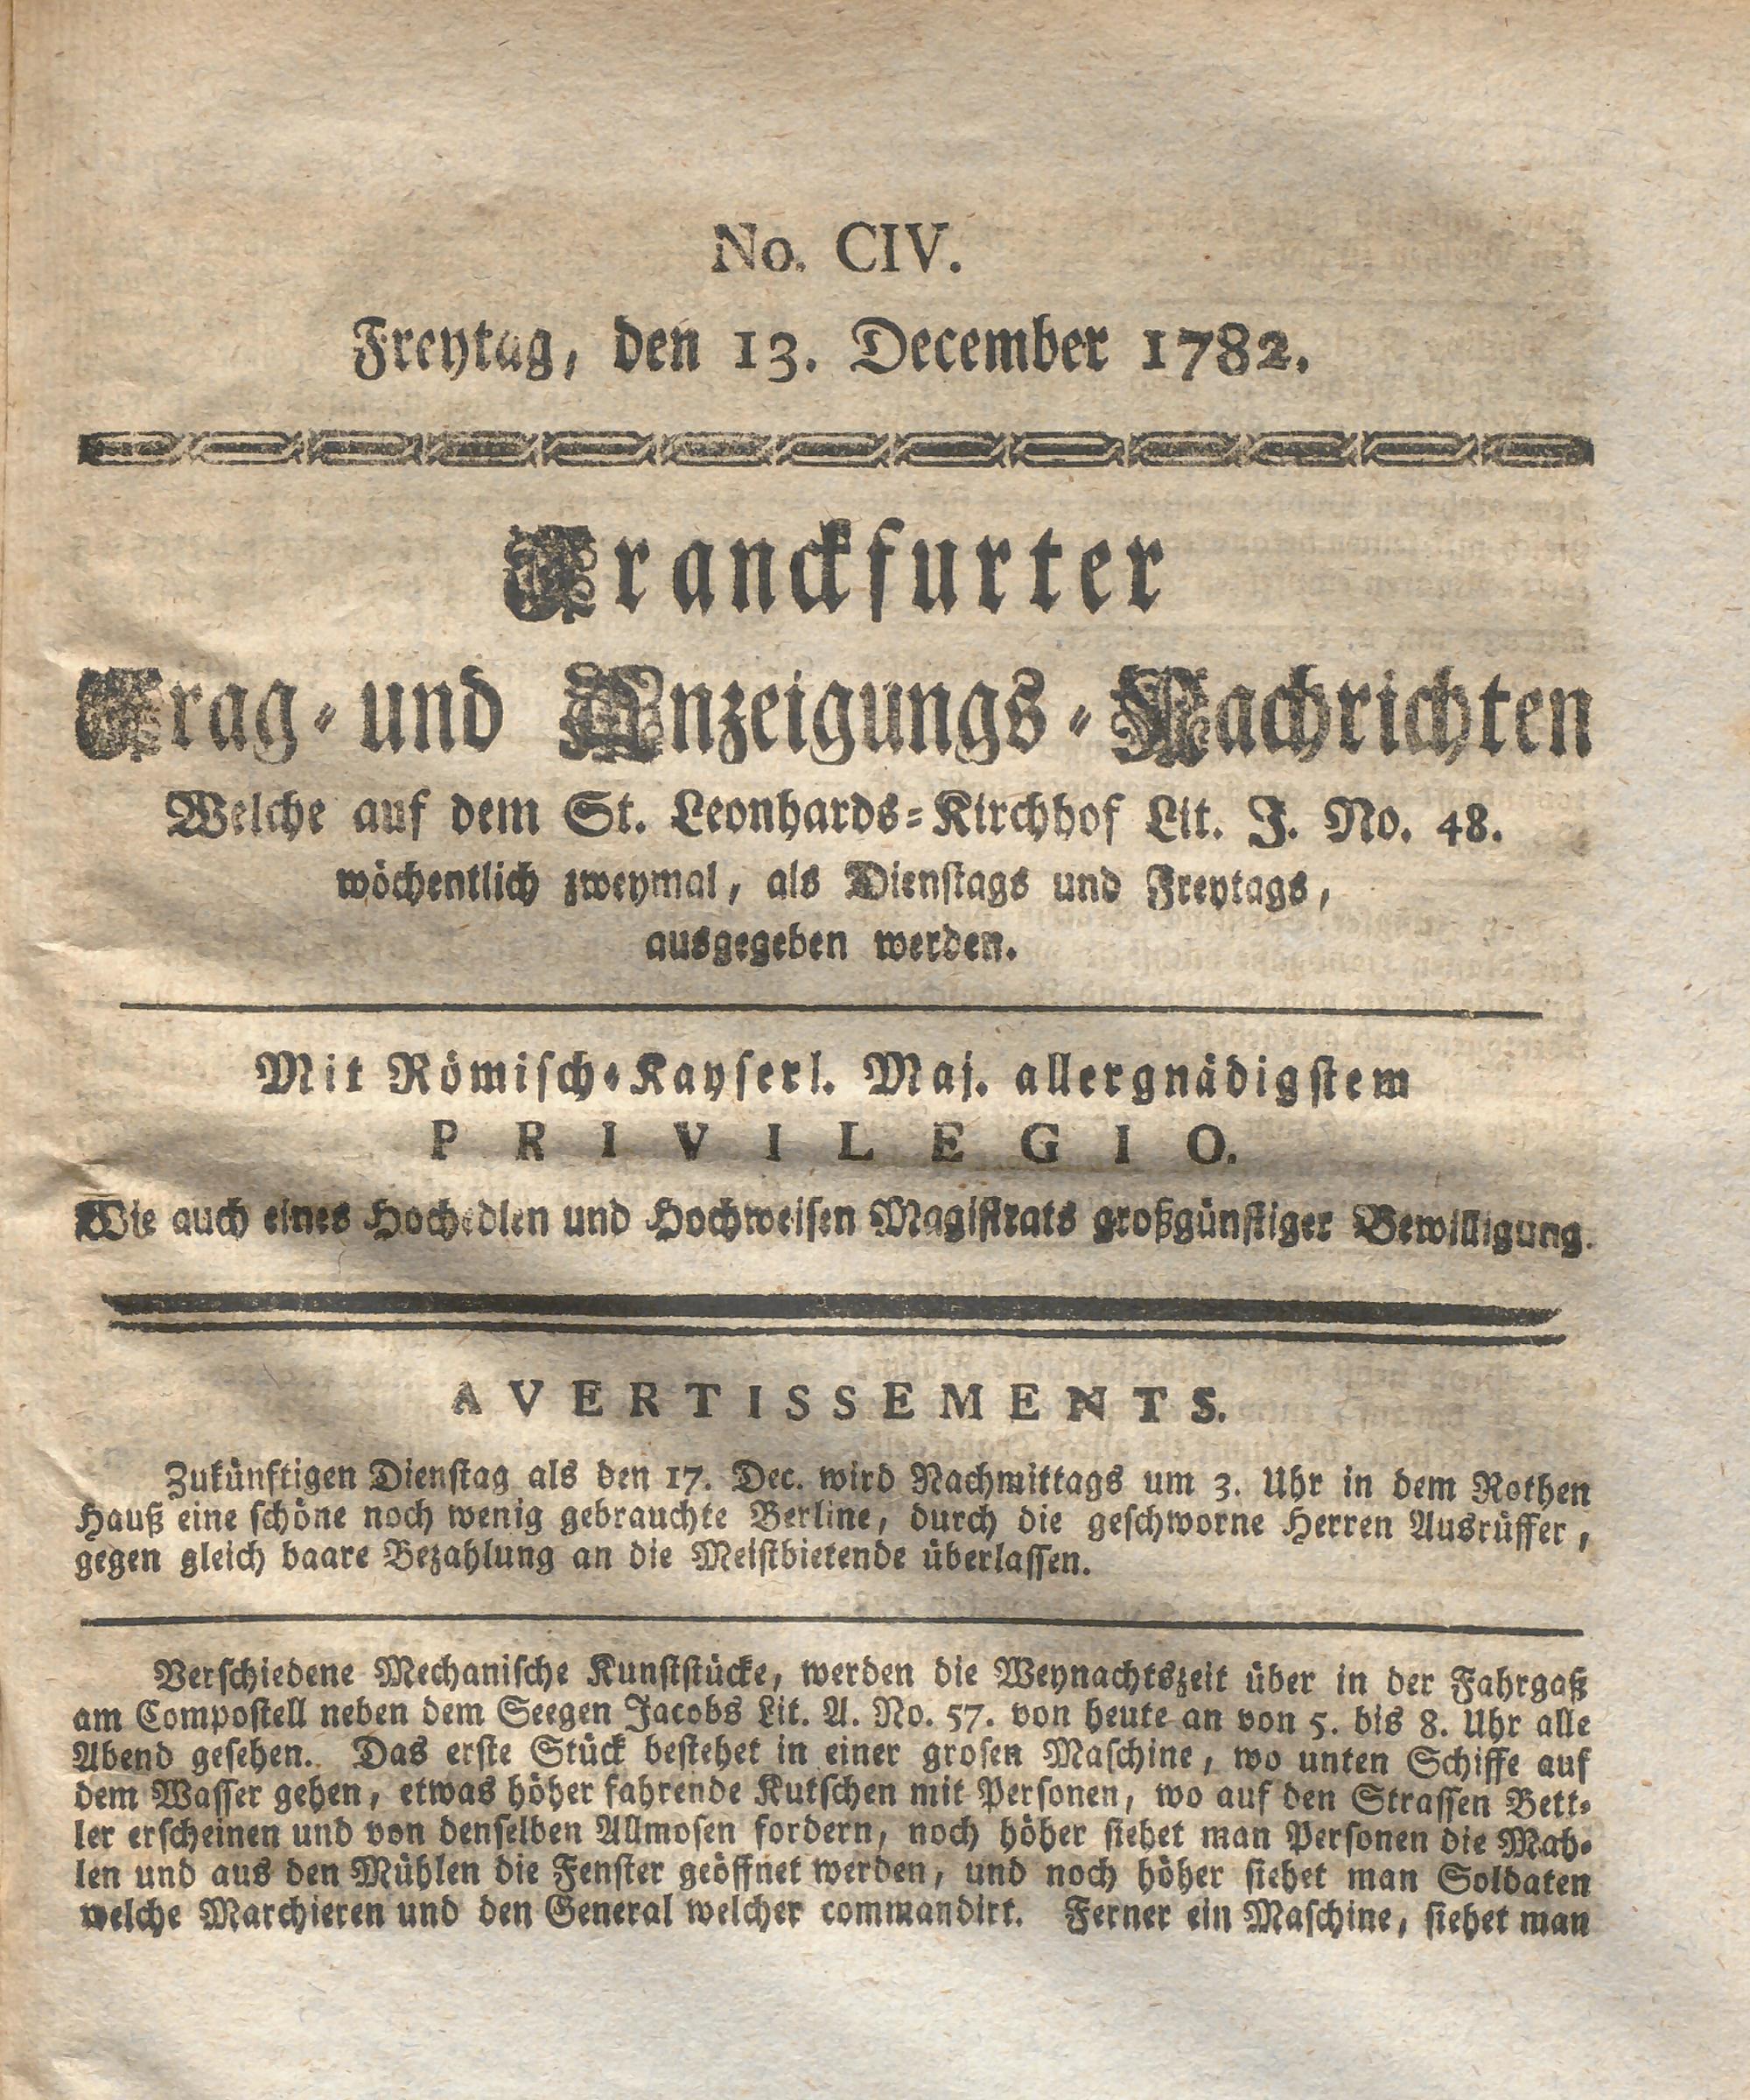 No. CIV.
Freytag, den 13. December 1782.
Franckfurter
Frag- und Anzeigungs-Nachrichten
Welche auf dem St. Leonhards-Kirchhof Lit. J. No. 48.
wöchentlich zweymal, als Dienstags und Freytags,
ausgegeben werden.
Mit Römisch-Kayserl. Maj. allergnädigstem
PRIVILEGIO.
Wie auch eines Hochedlen und Hochweisen Magistrats großgünstiger Bewilligung.
AVERTISSEMENTS.
Zukünftigen Dienstag als den 17. Dec. wird Nachmittags um 3. Uhr in dem Rothen
Hauß eine schöne noch wenig gebrauchte Berline, durch die geschworne Herren Ausrüffer,
gegen gleich baare Bezahlung an die Meistbietende überlassen.
Verschiedene Mechanische Kunststücke, werden die Weynachtszeit über in der Fahrgaß
am Compostell neben dem Seegen Jacobs Lit. A. No. 57. von heute an von 5. bis 8. Uhr alle
Abend gesehen. Das erste Stück bestehet in einer grosen Maschine, wo unten Schiffe auf
dem Wasser gehen, etwas höher fahrende Kutschen mit Personen, wo auf den Strassen Bett-
ler erscheinen und von denselben Allmosen fordern, noch höher siehet man Personen die Mah-
len und aus den Mühlen die Fenster geöffnet werden, und noch höher siehet man Soldaten
welche Marchieren und den General welcher commandirt. Ferner ein Maschine, siehet man